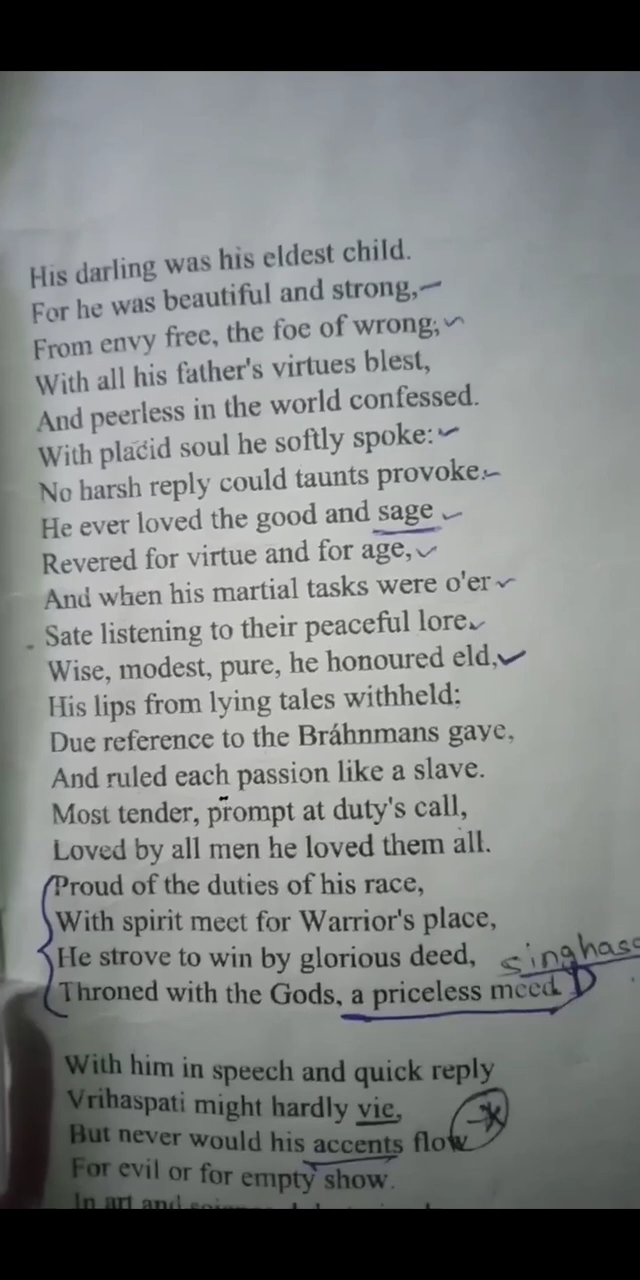 His darling was his eldest child.
For he was beautiful and strong,
From envy free, the foe of wrong;
With all his father's virtues blest,
And peerless in the world confessed.
With placid soul he softly spoke:
No harsh reply could taunts provoke.
He ever loved the good and sage
Revered for virtue and for age,
And when his martial tasks were o'er
Sate listening to their peaceful lore.
Wise, modest, pure, he honoured eld,
His lips from lying tales withheld;
Due reference to the Bráhnmans gave,
And ruled each passion like a slave.
Most tender, prompt at duty's call,
Loved by all men he loved them all.
Proud of the duties of his race,
With spirit meet for Warrior's place,
He strove to win by glorious deed, singhasa
Throned with the Gods, a priceless meed.
With him in speech and quick reply
Vrihaspati might hardly vie,
But never would his accents flow
For evil or for empty show.
In art and